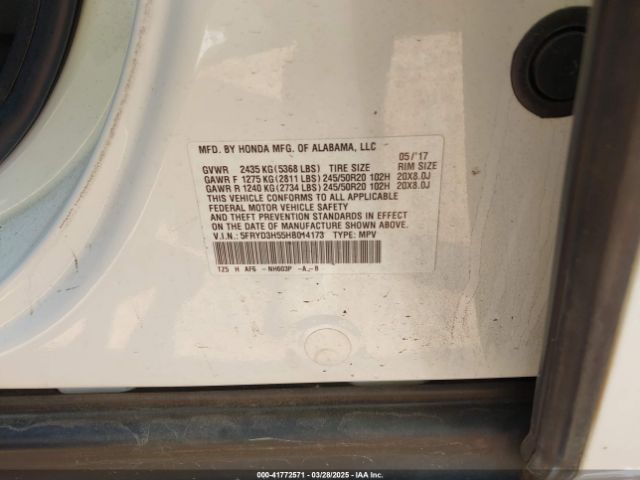 MFD. BY HONDA MFG. OF ALABAMA, LLC
05/'17
GVWR 2435 KG(5368 LBS) TIRE SIZE RIM SIZE
GAWR F 1275 KG(2811 LBS) 245/50R20 102H 20X8.0J
GAWR R 1240 KG(2734 LBS) 245/50R20 102H 20X8.0J
THIS VEHICLE CONFORMS TO ALL APPLICABLE
FEDERAL MOTOR VEHICLE SAFETY
AND THEFT PREVENTION STANDARDS IN EFFECT
ON THE DATE OF MANUFACTURE SHOWN ABOVE.
V.I.N.: 5FRYD3H55HB014173 TYPE: MPV
TZ5 H AF6 -NH603P -A,-B
000-41772571 | 03/28/2025 - IAAC